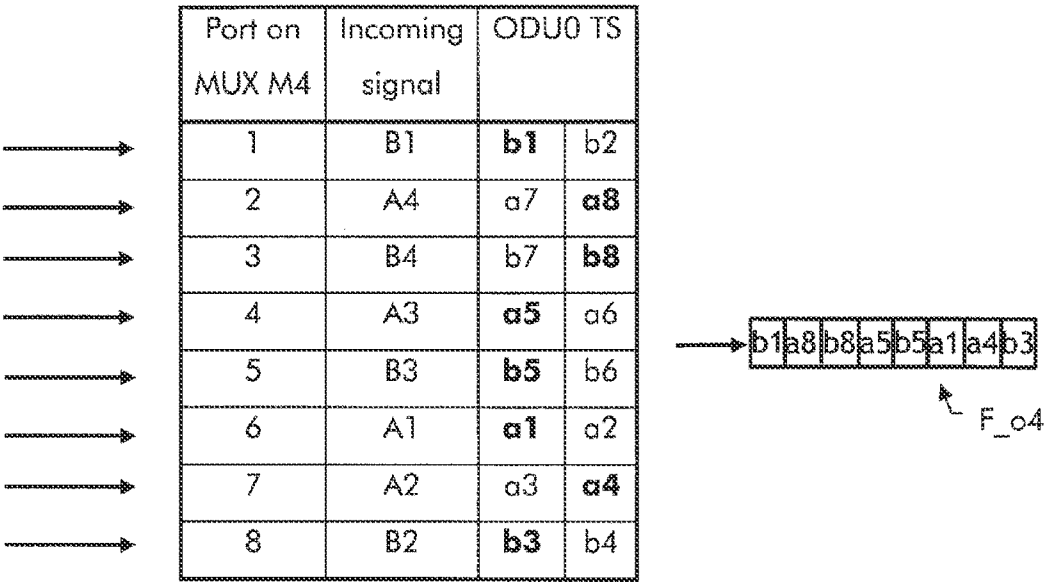 Port on MUX M4 Incoming signal ODU0 TS
1 B1 b1 b2
2 A4 a7 a8
3 B4 b7 b8
4 A3 a5 a6
5 B3 b5 b6
6 A1 a1 a2
7 A2 a3 a4
8 B2 b3 b4
b1 a8 b8 a5 b5 a1 a4 b3
F_o4